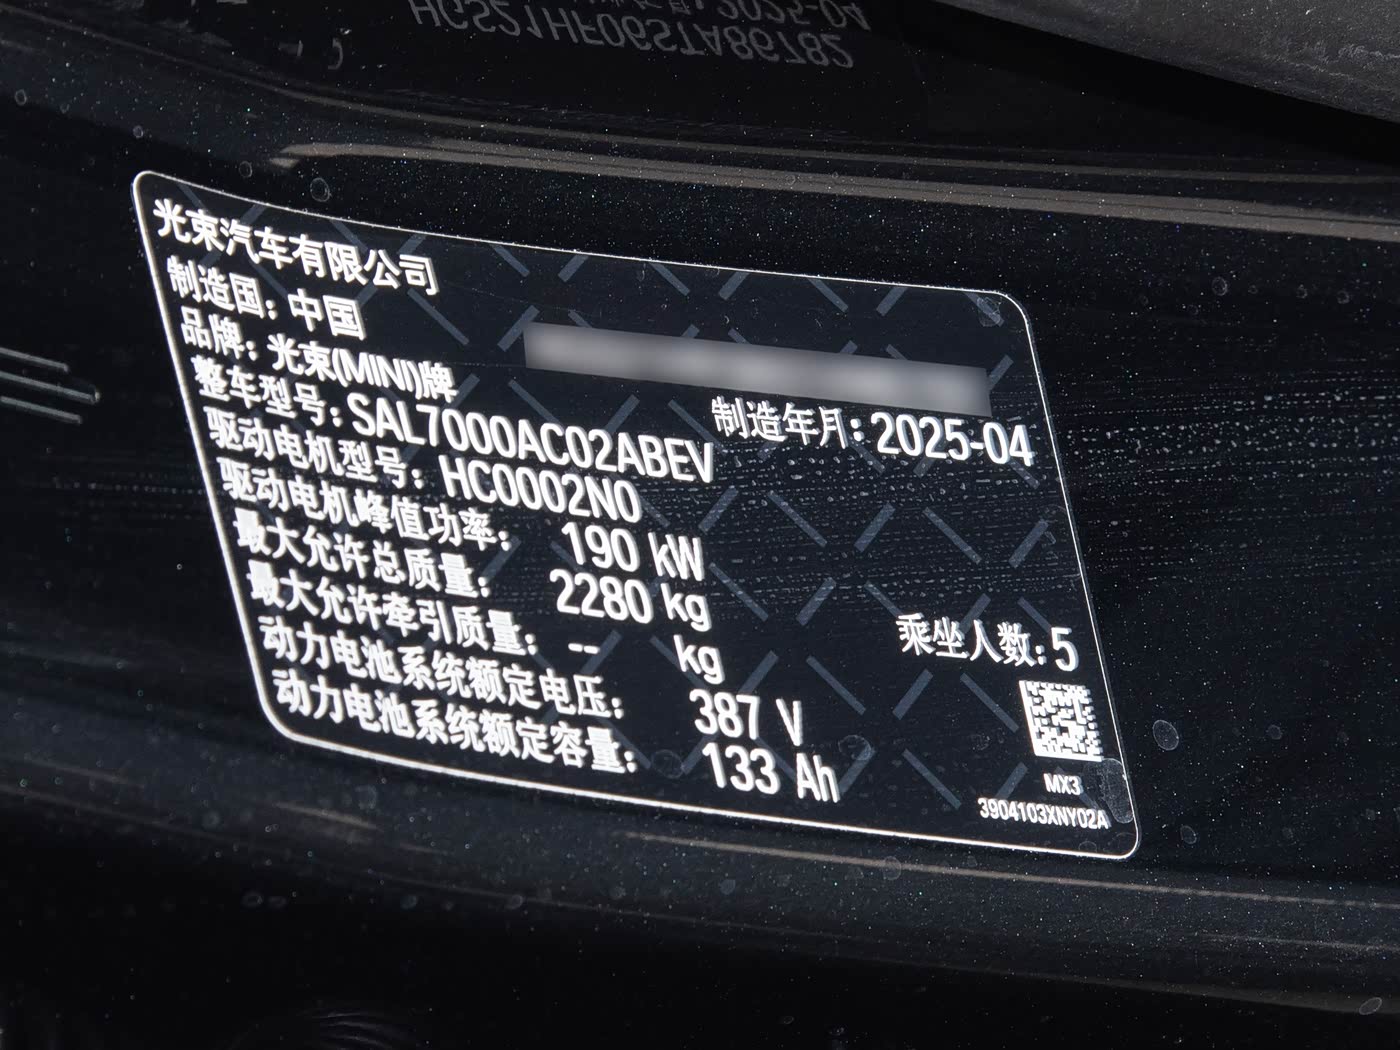 光束汽车有限公司
制造国：中国
品牌：光束(MINI)牌
整车型号：SAL7000AC02ABEV
制造年月：2025-04
驱动电机型号：HC0002N0
驱动电机峰值功率： 190 kW
最大允许总质量： 2280 kg
最大允许牵引质量： -- kg
乘坐人数：5
动力电池系统额定电压： 387 V
动力电池系统额定容量： 133 Ah
MX3
3904103XNY02A